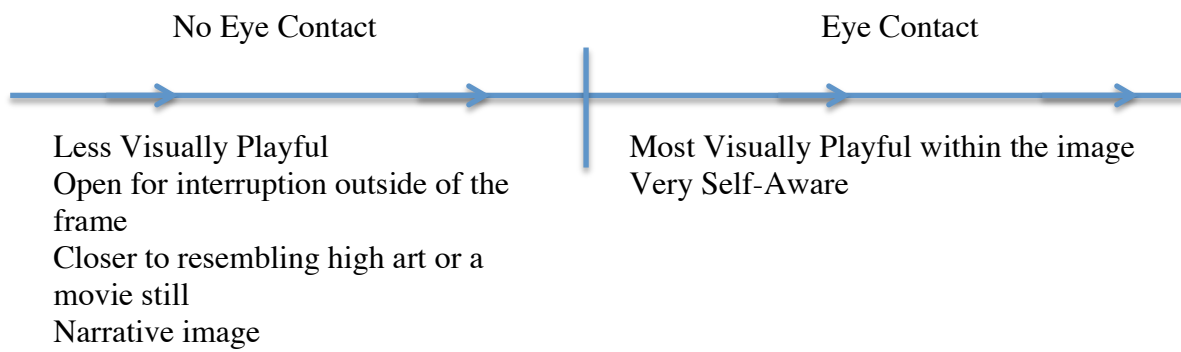 No Eye Contact
Eye Contact
Less Visually Playful
Open for interruption outside of the
frame
Closer to resembling high art or a
movie still
Narrative image
Most Visually Playful within the image
Very Self-Aware